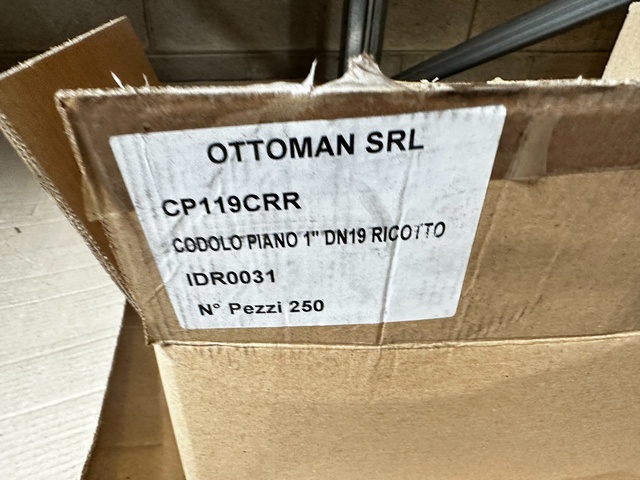 OTTOMAN SRL
CP119CRR
CODOLO PIANO 1" DN19 RICOTTO
IDR0031
N° Pezzi 250